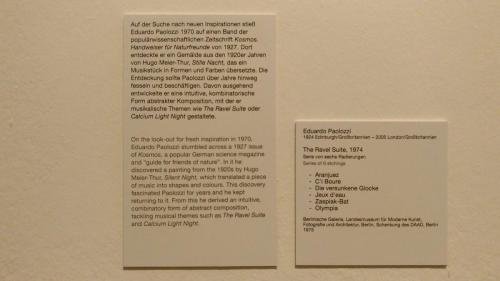 Auf der Suche nach neuen Inspirationen stieß
Eduardo Paolozzi 1970 auf einen Band der
populärwissenschaftlichen Zeitschrift Kosmos.
Handweiser für Naturfreunde von 1927. Dort
entdeckte er ein Gemälde aus den 1920er Jahren
von Hugo Meier-Thur, Stille Nacht, das ein
Musikstück in Formen und Farben übersetzte. Die
Entdeckung sollte Paolozzi über Jahre hinweg
fesseln und beschäftigen. Davon ausgehend
entwickelte er eine intuitive, kombinatorische
Form abstrakter Komposition, mit der er
musikalische Themen wie The Ravel Suite oder
Calcium Light Night gestaltete.
On the look-out for fresh inspiration in 1970,
Eduardo Paolozzi stumbled across a 1927 issue
of Kosmos, a popular German science magazine
and "guide for friends of nature". In it he
discovered a painting from the 1920s by Hugo
Meier-Thur, Silent Night, which translated a piece
of music into shapes and colours. This discovery
fascinated Paolozzi for years and he kept
returning to it. From this he derived an intuitive,
combinatory form of abstract composition,
tackling musical themes such as The Ravel Suite
and Calcium Light Night.
Eduardo Paolozzi
1924 Edinburgh/Großbritannien – 2005 London/Großbritannien
The Ravel Suite, 1974
Serie von sechs Radierungen
Series of 6 etchings
- Aranjuez
- C'l Boure
- Die versunkene Glocke
- Jeux d'eau
- Zaspiak-Bat
- Olympia
Berlinische Galerie, Landesmuseum für Moderne Kunst,
Fotografie und Architektur, Berlin, Schenkung des DAAD, Berlin
1975